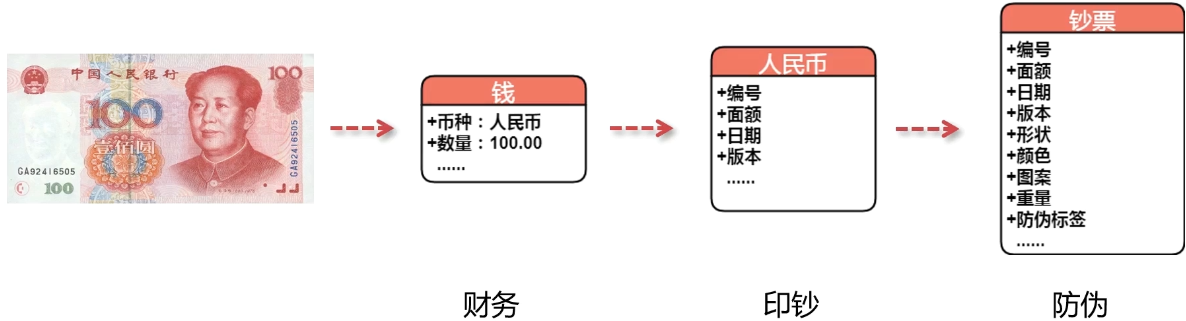 中国人民银行
100
100
壹佰圆
GA92416505
100
GA92416505
钱
+币种：人民币
+数量：100.00
......
人民币
+编号
+面额
+日期
+版本
......
钞票
+编号
+面额
+日期
+版本
+形状
+颜色
+图案
+重量
+防伪标签
......
财务
印钞
防伪